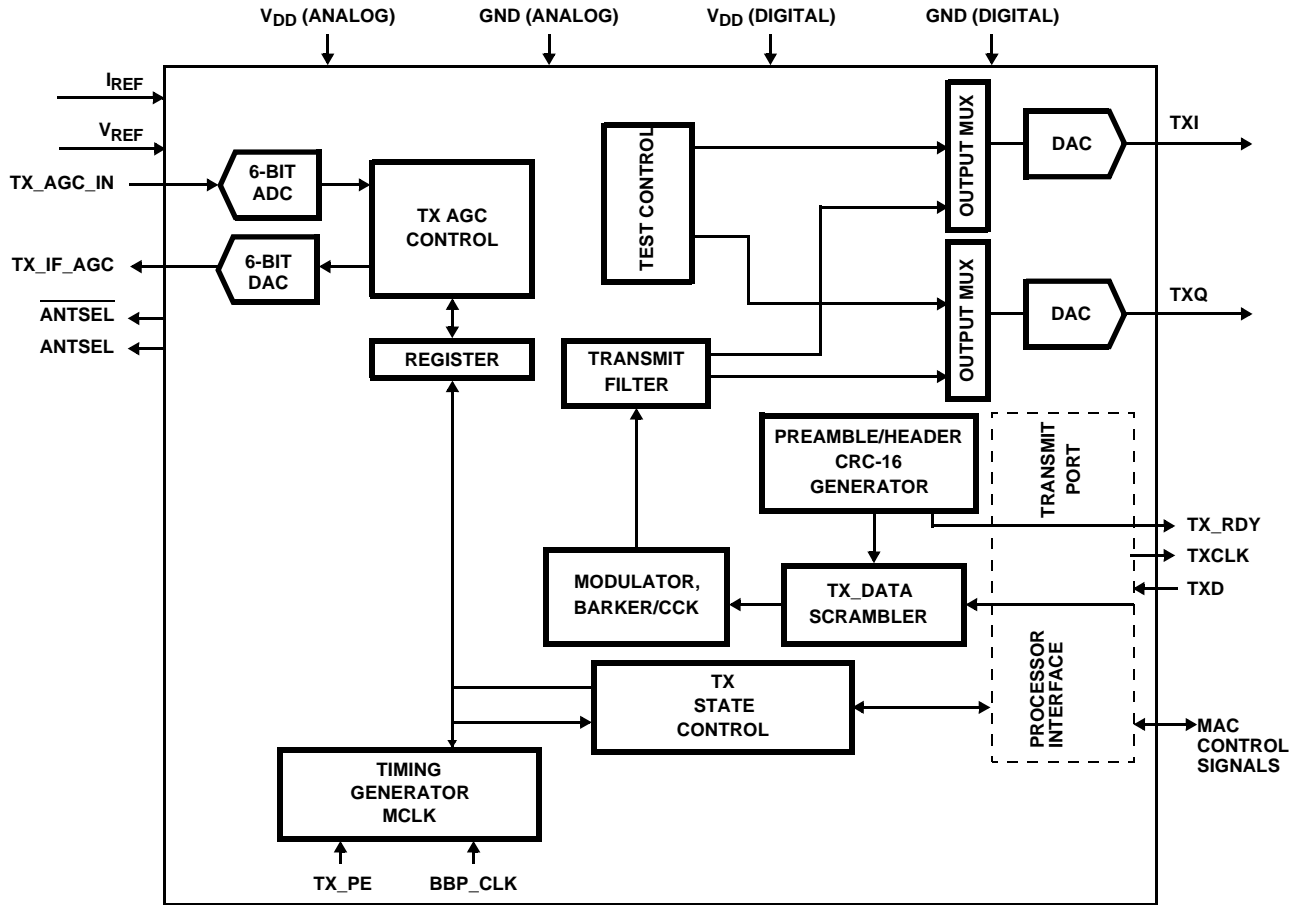 VDD (ANALOG)
GND (ANALOG)
VDD (DIGITAL)
GND (DIGITAL)
IREF
VREF
TX_AGC_IN
TX_IF_AGC
ANTSEL
ANTSEL
6-BIT
ADC
6-BIT
DAC
TX AGC
CONTROL
REGISTER
TEST CONTROL
TRANSMIT
FILTER
OUTPUT MUX
OUTPUT MUX
DAC
DAC
TXI
TXQ
PREAMBLE/HEADER
CRC-16
GENERATOR
TRANSMIT
PORT
TX_RDY
TXCLK
TXD
MODULATOR,
BARKER/CCK
TX_DATA
SCRAMBLER
TX
STATE
CONTROL
PROCESSOR
INTERFACE
MAC
CONTROL
SIGNALS
TIMING
GENERATOR
MCLK
TX_PE
BBP_CLK